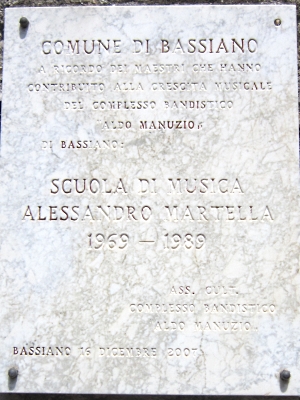 COMUNE DI BASSIANO
A RICORDO DEI MAESTRI CHE HANNO
CONTRIBUITO ALLA CRESCITA MUSICALE
DEL COMPLESSO BANDISTICO
"ALDO MANUZIO"
DI BASSIANO:
SCUOLA DI MUSICA
ALESSANDRO MARTELLA
1969 - 1989
ASS. CULT.
COMPLESSO BANDISTICO
ALDO MANUZIO.
BASSIANO 16 DICEMBRE 2007